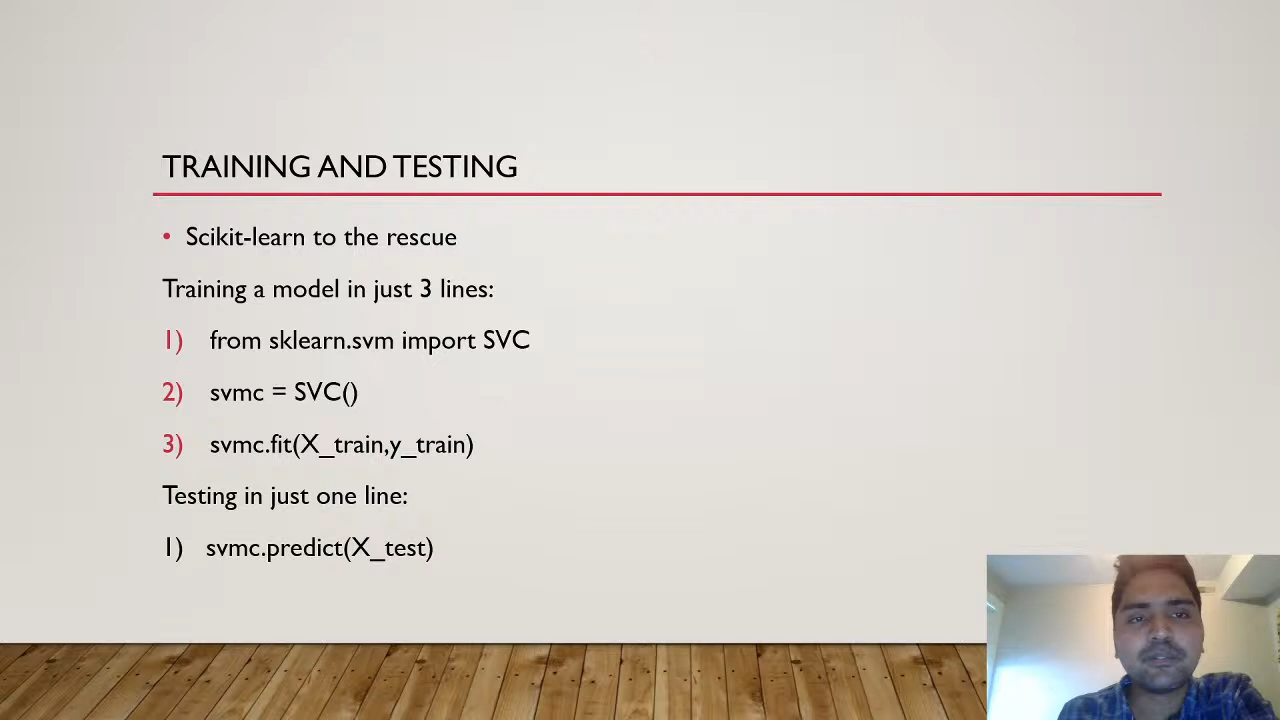 TRAINING AND TESTING
• Scikit-learn to the rescue
Training a model in just 3 lines:
1) from sklearn.svm import SVC
2) svmc = SVC()
3) svmc.fit(X_train,y_train)
Testing in just one line:
1) svmc.predict(X_test)